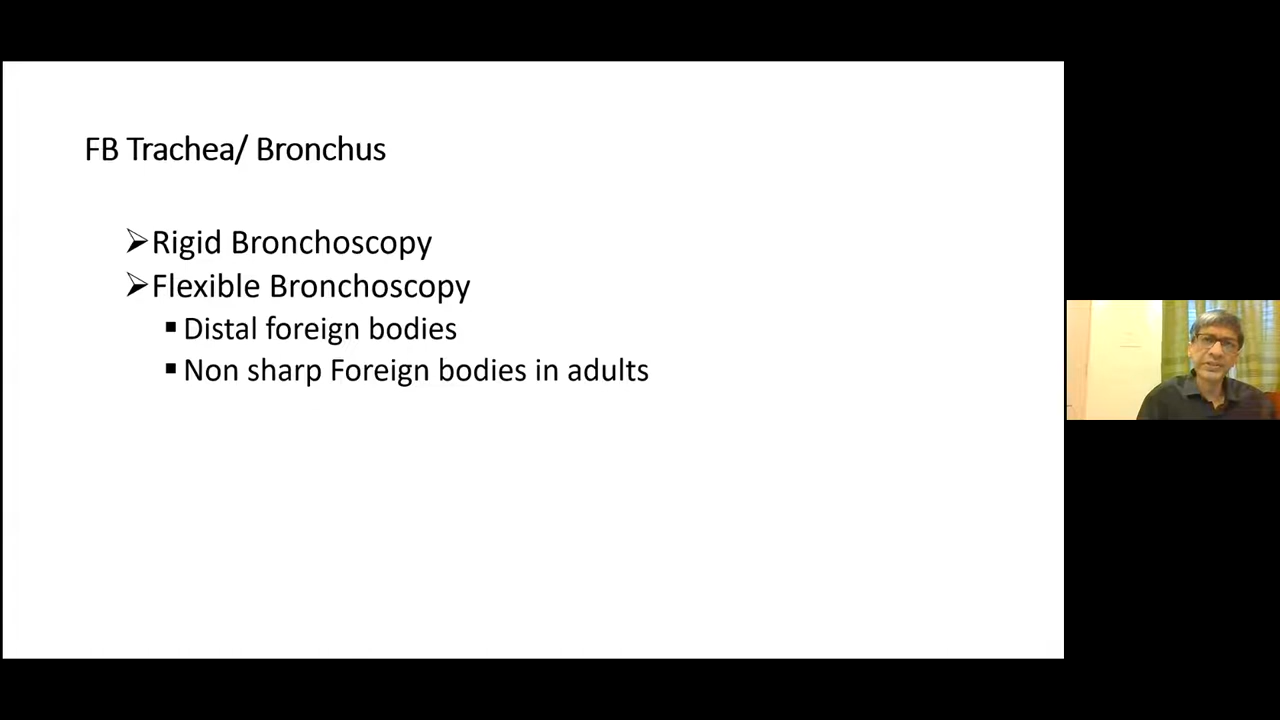 FB Trachea/ Bronchus
➢Rigid Bronchoscopy
➢Flexible Bronchoscopy
▪Distal foreign bodies
▪Non sharp Foreign bodies in adults